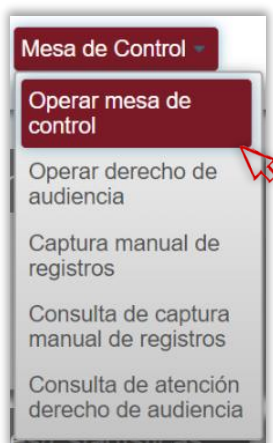 Mesa de Control
Operar mesa de
control
Operar derecho de
audiencia
Captura manual de
registros
Consulta de captura
manual de registros
Consulta de atención
derecho de audiencia